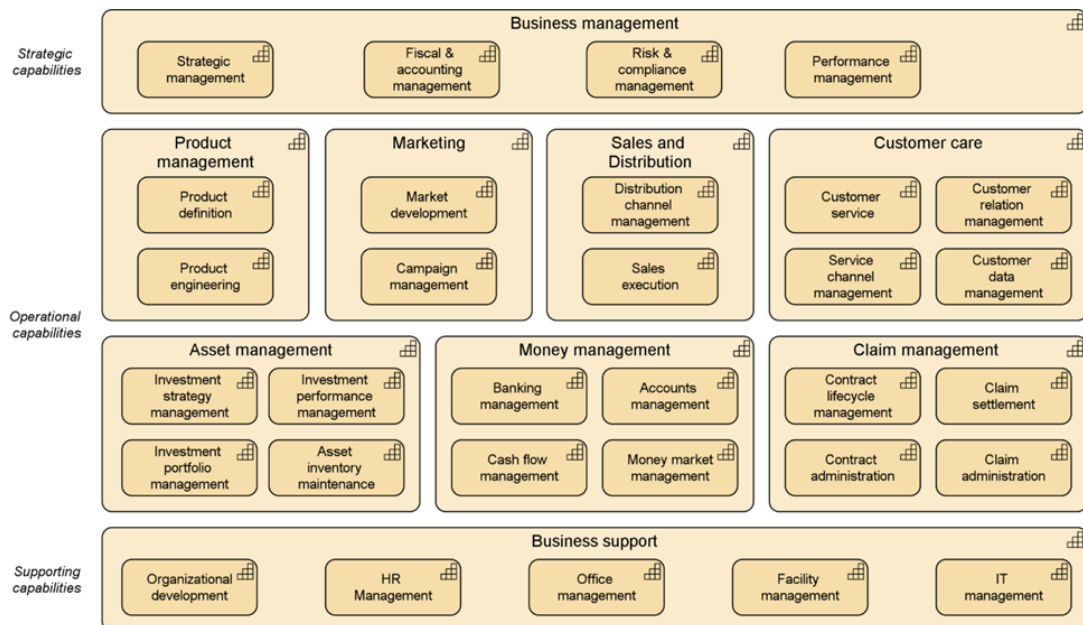 Business management
Strategic
capabilities
Strategic
management
Fiscal &
accounting
management
Risk &
compliance
management
Performance
management
Operational
capabilities
Product
management
Product
definition
Product
engineering
Marketing
Market
development
Campaign
management
Sales and
Distribution
Distribution
channel
management
Sales
execution
Customer care
Customer
service
Customer
relation
management
Service
channel
management
Customer
data
management
Asset management
Investment
strategy
management
Investment
performance
management
Investment
portfolio
management
Asset
inventory
maintenance
Money management
Banking
management
Accounts
management
Cash flow
management
Money market
management
Claim management
Contract
lifecycle
management
Claim
settlement
Contract
administration
Claim
administration
Supporting
capabilities
Business support
Organizational
development
HR
Management
Office
management
Facility
management
IT
management